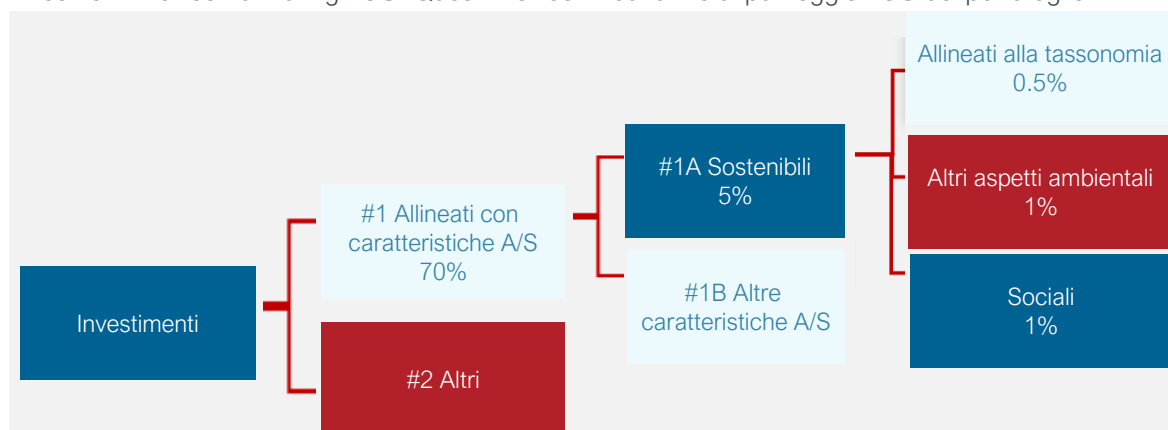 Investimenti
#1 Allineati con
caratteristiche A/S
70%
#2 Altri
#1A Sostenibili
5%
#1B Altre
caratteristiche A/S
Allineati alla tassonomia
0.5%
Altri aspetti ambientali
1%
Sociali
1%